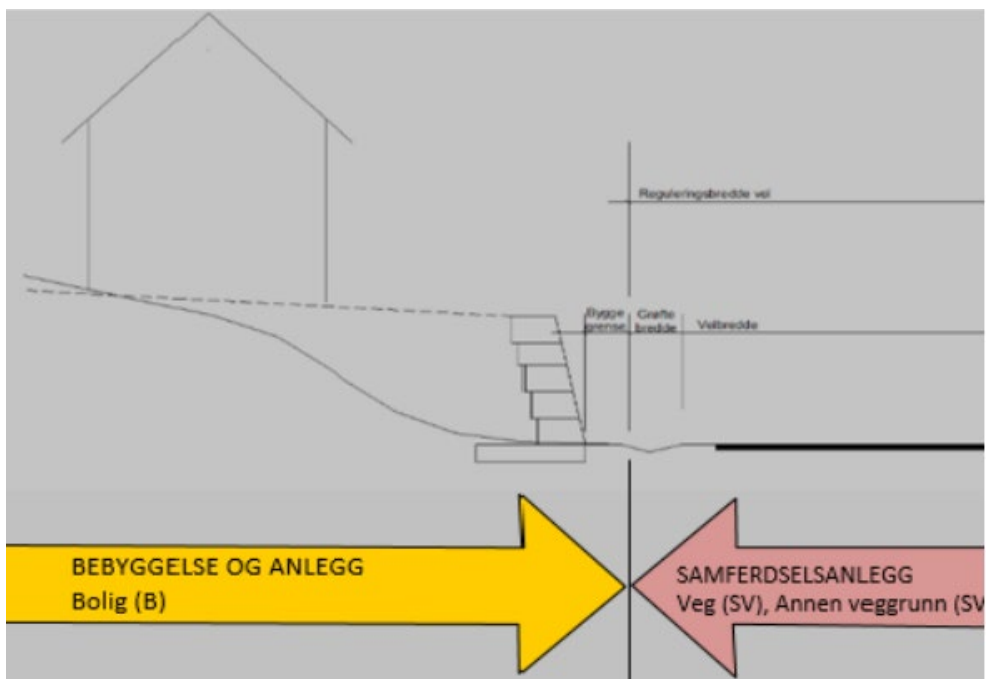 Reguleringsbredde vei
Bygge
grense
Grøfte
bredde
Veibredde
BEBYGGELSE OG ANLEGG
Bolig (B)
SAMFERDSELSANLEGG
Veg (SV), Annen veggrunn (SV